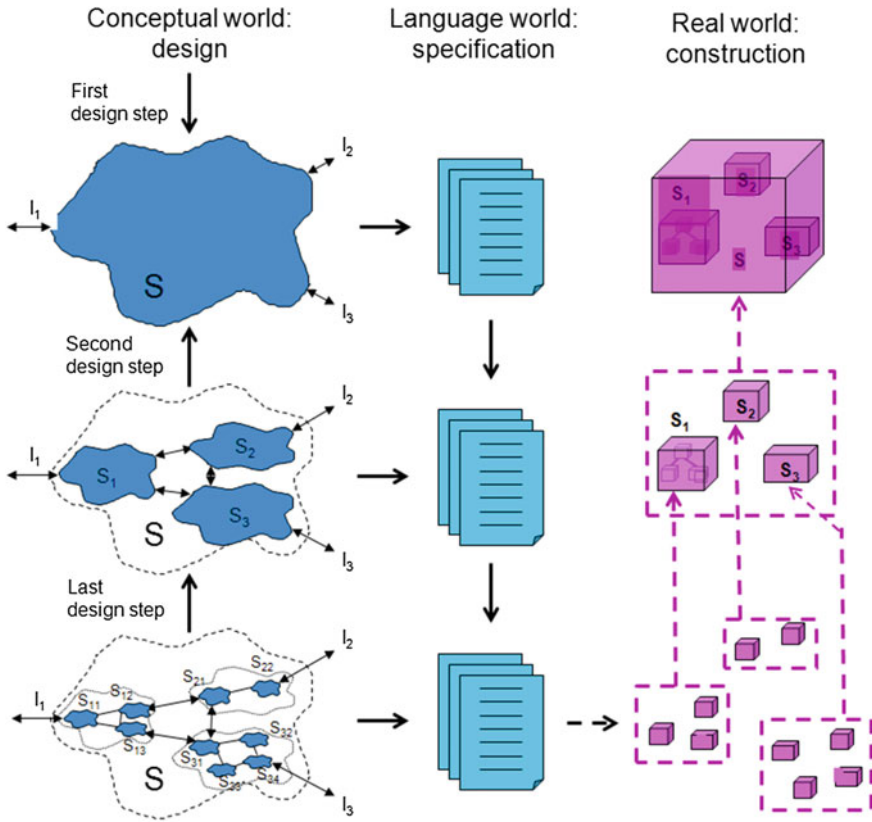 Conceptual world:
design
Language world:
specification
Real world:
construction
First
design step
I₁
I₂
I₃
S
S₁
S₂
S₃
S
Second
design step
I₁
I₂
I₃
S₁
S₂
S₃
S
S₁
S₂
S₃
Last
design step
I₁
I₂
I₃
S₁₁
S₁₂
S₁₃
S₂₁
S₂₂
S₃₁
S₃₂
S₃₄
S